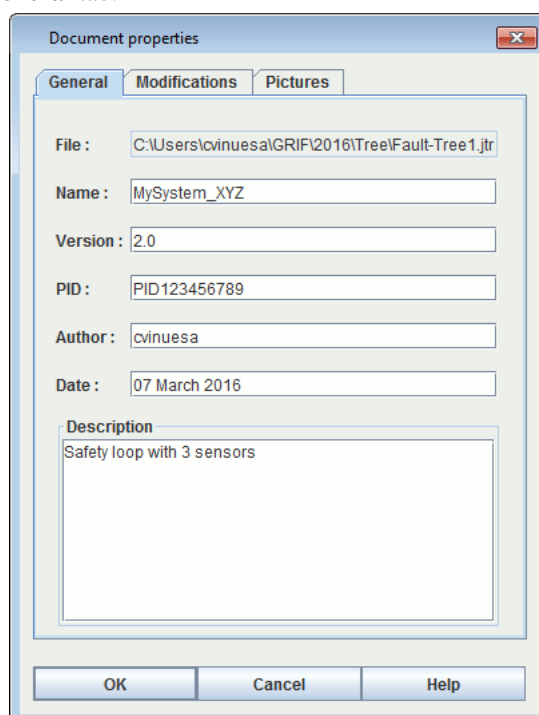 Document properties
General Modifications Pictures
File : C:\Users\cvinuesa\GRIF\2016\Tree\Fault-Tree1.jtr
Name : MySystem_XYZ
Version : 2.0
PID : PID123456789
Author : cvinuesa
Date : 07 March 2016
Description
Safety loop with 3 sensors
OK Cancel Help